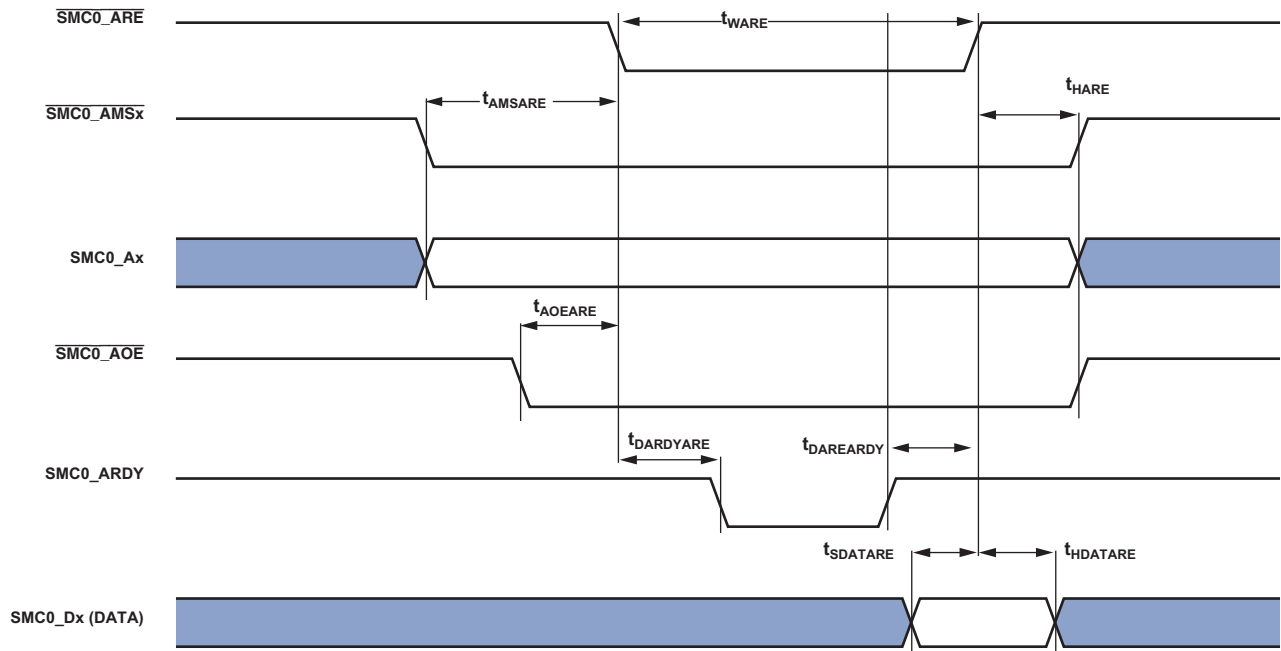 SMC0_ARE
tWARE
tHARE
tAMSARE
SMC0_AMSx
SMC0_Ax
tAOEARE
SMC0_AOE
tDARDYARE
tDAREARDY
SMC0_ARDY
tSDATARE
tHDATARE
SMC0_Dx (DATA)